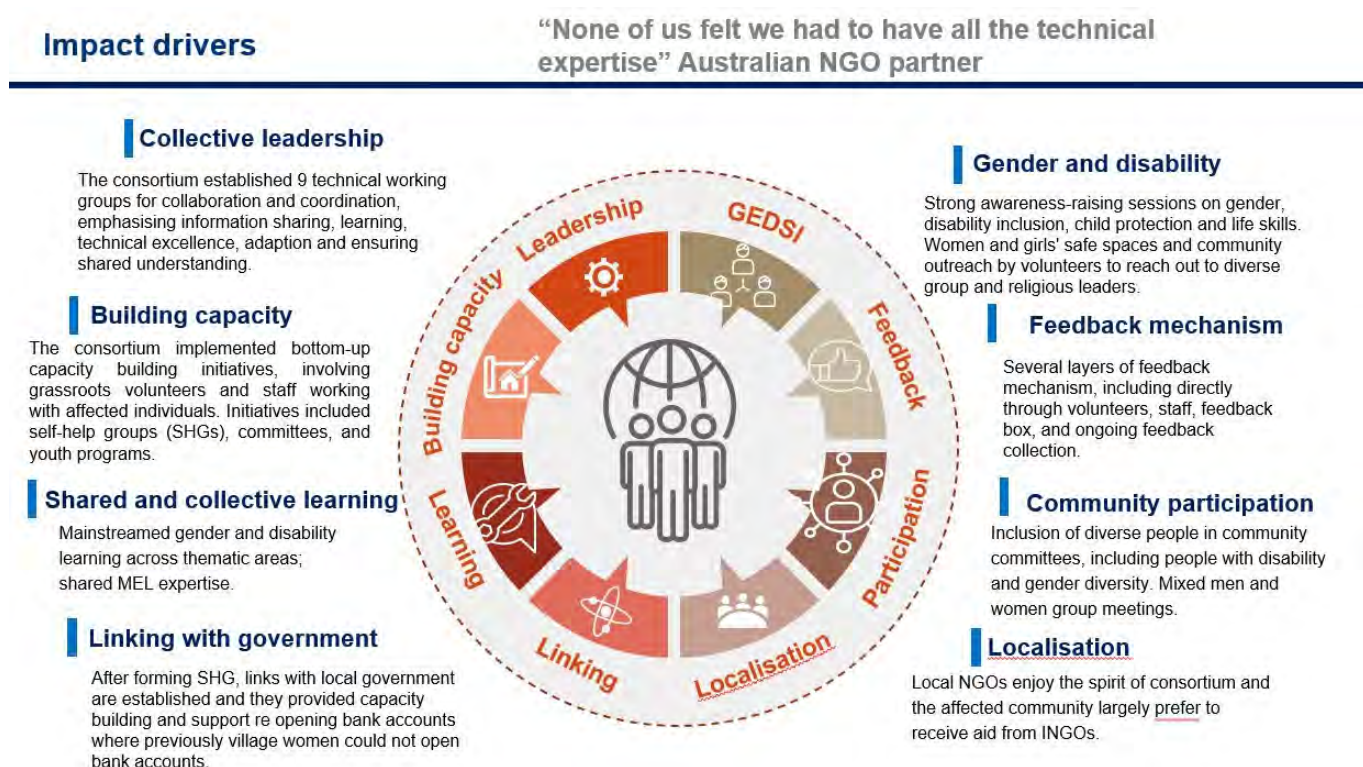 Impact drivers
“None of us felt we had to have all the technical
expertise” Australian NGO partner
Collective leadership
The consortium established 9 technical working
groups for collaboration and coordination,
emphasising information sharing, learning,
technical excellence, adaption and ensuring
shared understanding.
Building capacity
The consortium implemented bottom-up
capacity building initiatives, involving
grassroots volunteers and staff working
with affected individuals. Initiatives included
self-help groups (SHGs), committees, and
youth programs.
Shared and collective learning
Mainstreamed gender and disability
learning across thematic areas;
shared MEL expertise.
Linking with government
After forming SHG, links with local government
are established and they provided capacity
building and support re opening bank accounts
where previously village women could not open
bank accounts.
Leadership
GEDSI
Feedback
Participation
Localisation
Linking
Learning
Building capacity
Gender and disability
Strong awareness-raising sessions on gender,
disability inclusion, child protection and life skills.
Women and girls' safe spaces and community
outreach by volunteers to reach out to diverse
group and religious leaders.
Feedback mechanism
Several layers of feedback
mechanism, including directly
through volunteers, staff, feedback
box, and ongoing feedback
collection.
Community participation
Inclusion of diverse people in community
committees, including people with disability
and gender diversity. Mixed men and
women group meetings.
Localisation
Local NGOs enjoy the spirit of consortium and
the affected community largely prefer to
receive aid from INGOs.